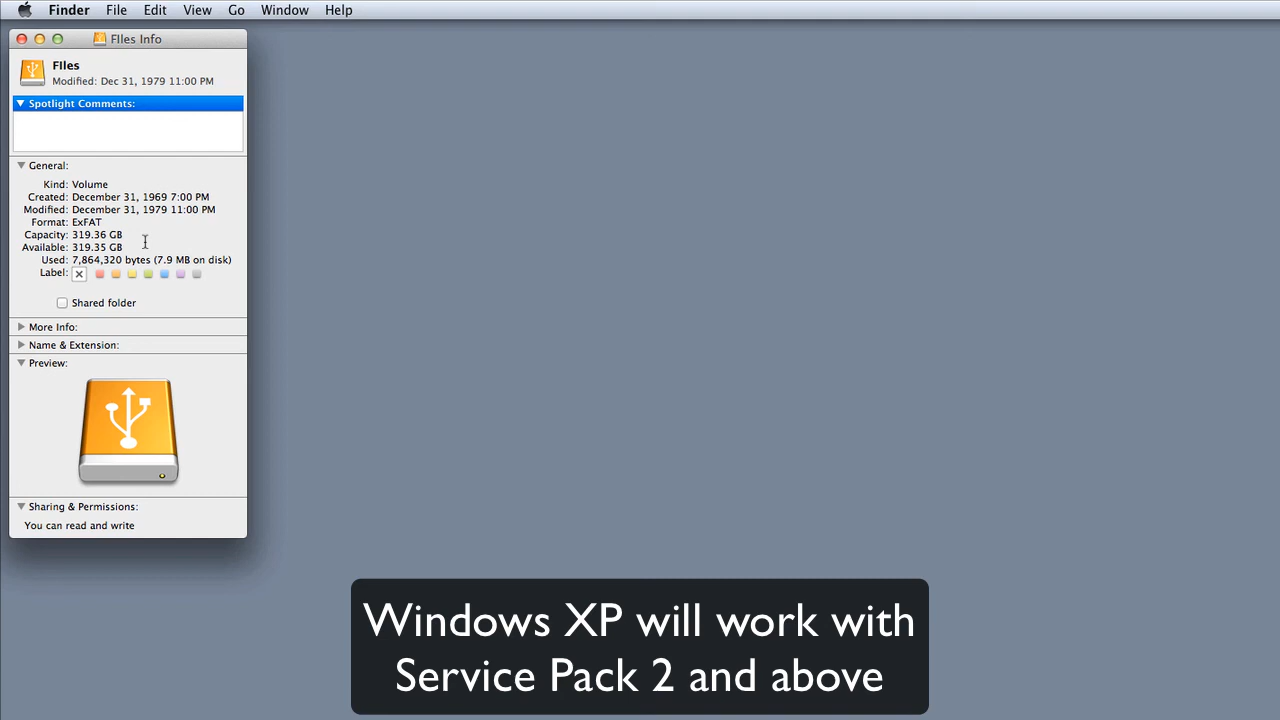 Finder File Edit View Go Window Help
FIles Info
FIles
Modified: Dec 31, 1979 11:00 PM
Spotlight Comments:
General:
Kind: Volume
Created: December 31, 1969 7:00 PM
Modified: December 31, 1979 11:00 PM
Format: ExFAT
Capacity: 319.36 GB
Available: 319.35 GB
Used: 7,864,320 bytes (7.9 MB on disk)
Label:
Shared folder
More Info:
Name & Extension:
Preview:
Sharing & Permissions:
You can read and write
Windows XP will work with
Service Pack 2 and above